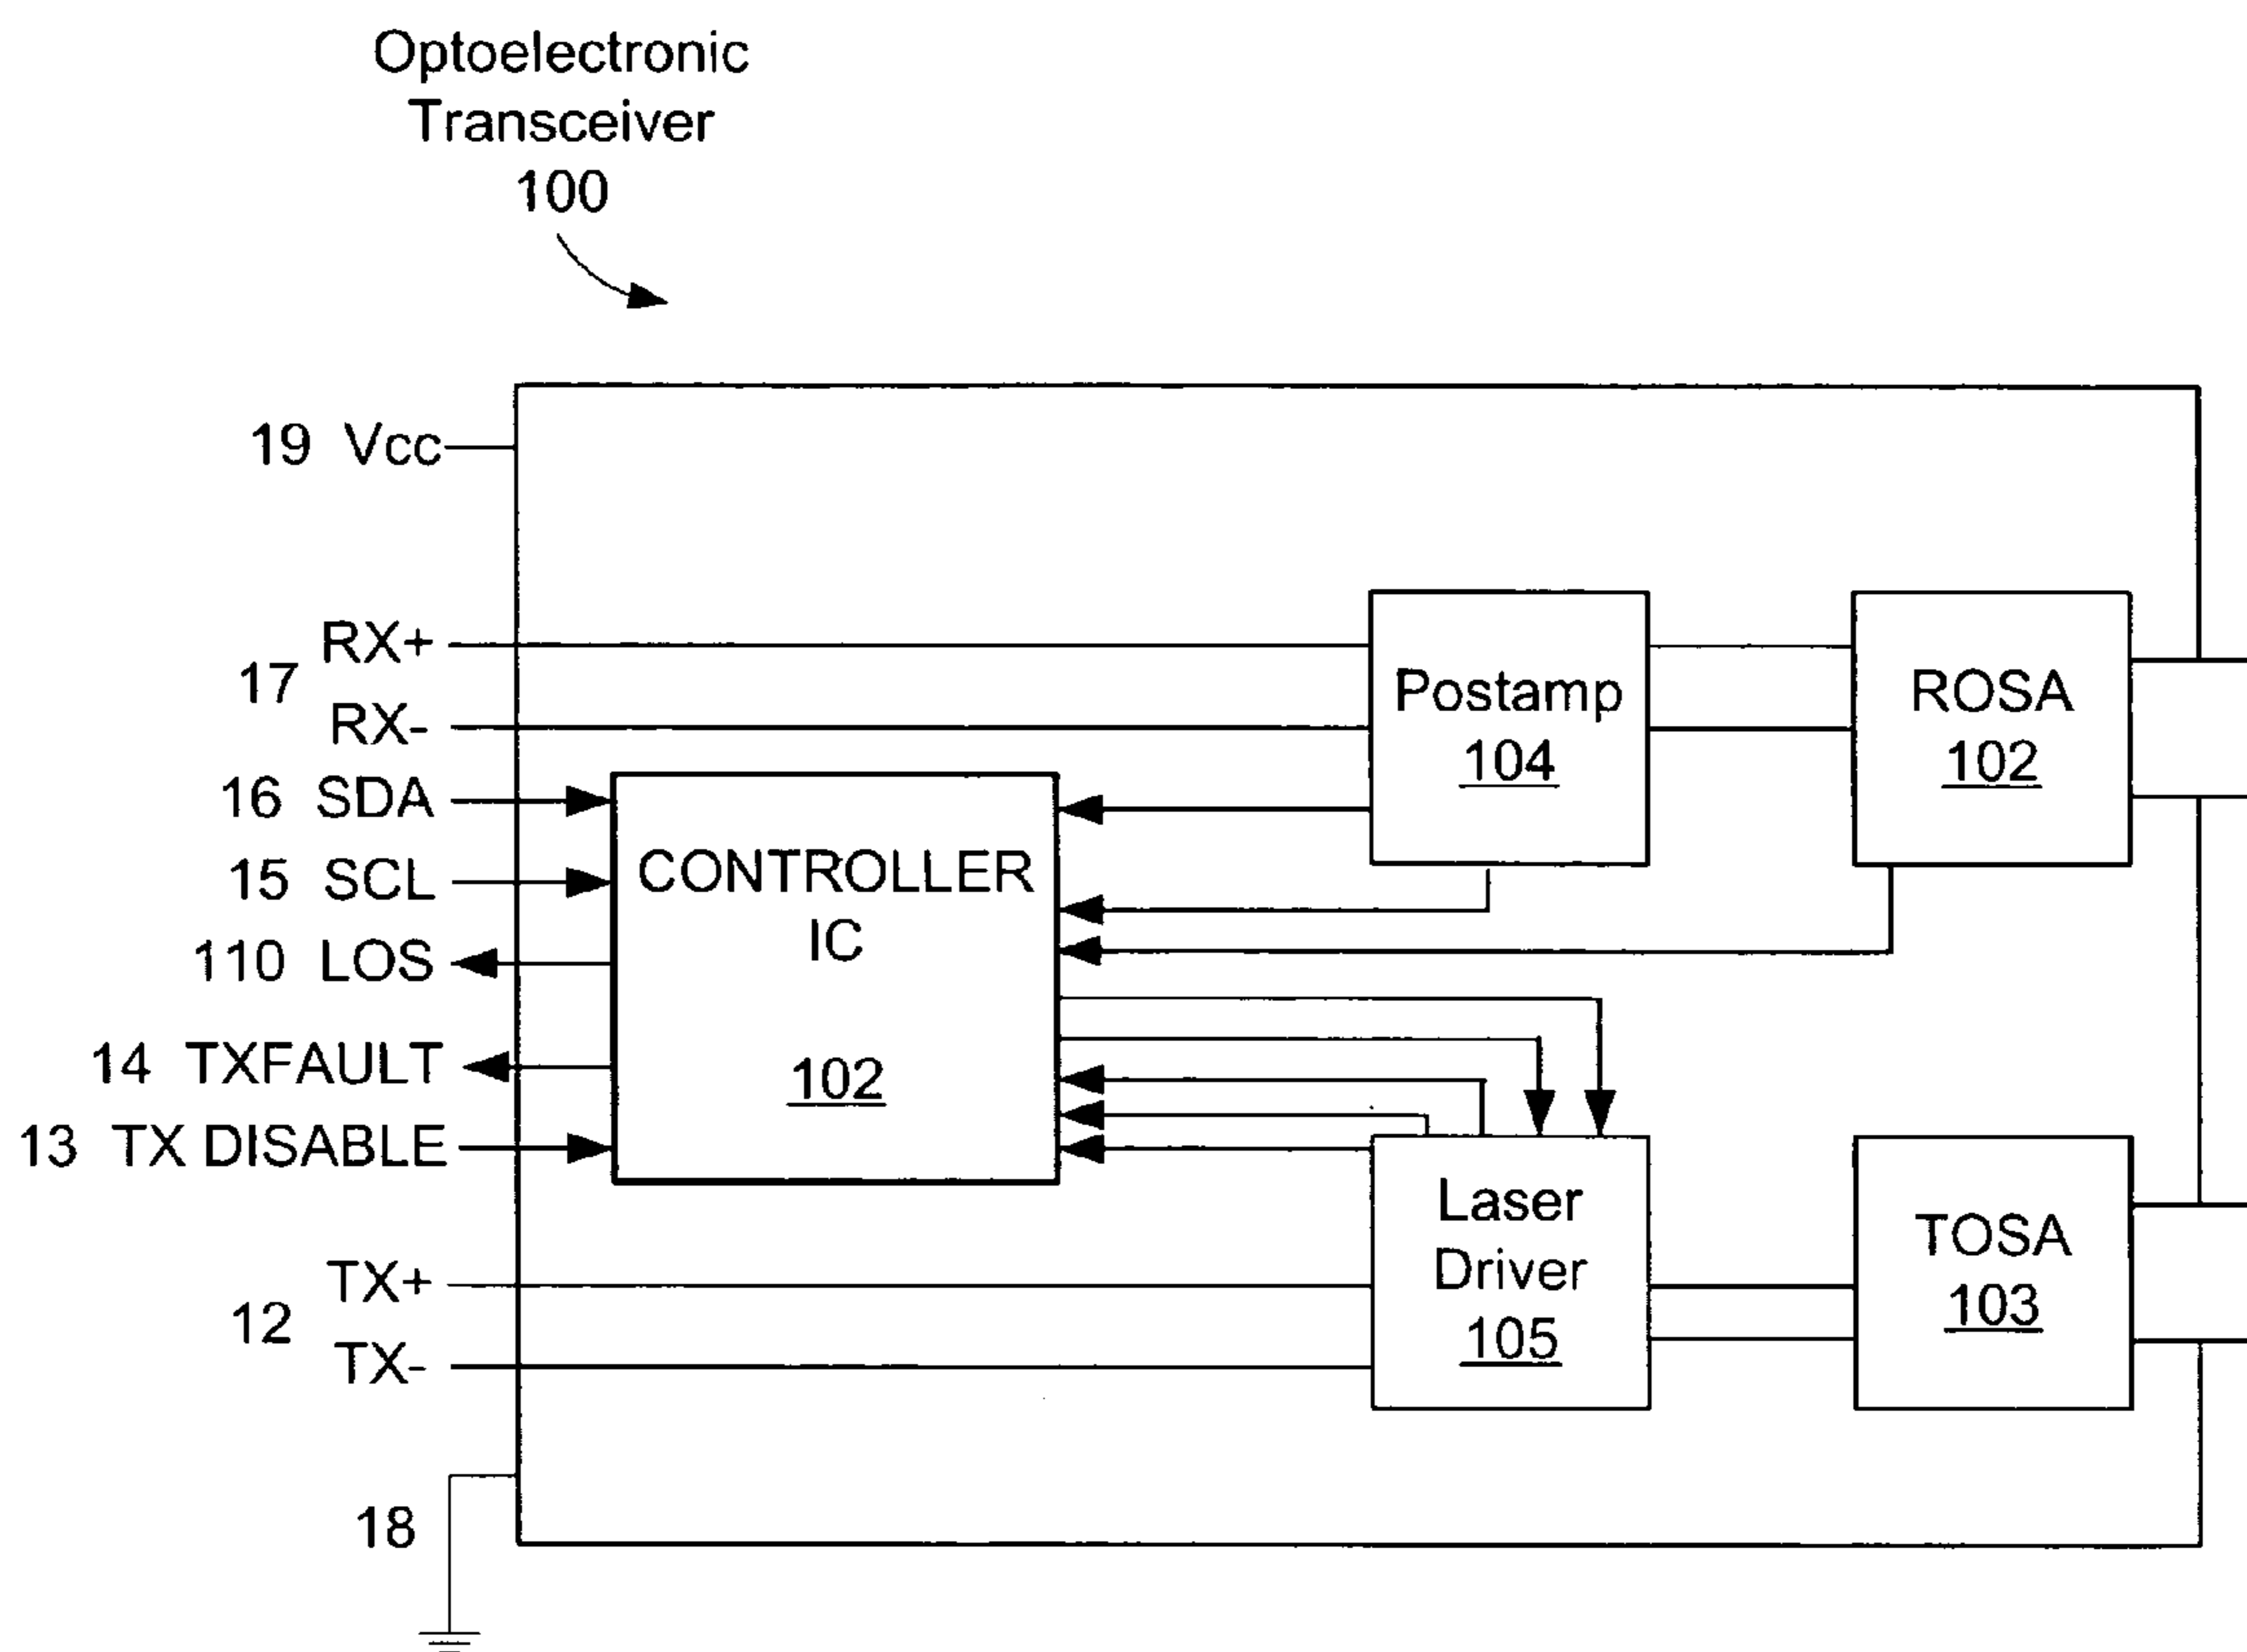 Optoelectronic
Transceiver
100
19 Vcc
RX+
17
RX-
16 SDA
15 SCL
110 LOS
14 TXFAULT
13 TX DISABLE
TX+
12
TX-
18
CONTROLLER
IC
102
Postamp
104
ROSA
102
Laser
Driver
105
TOSA
103